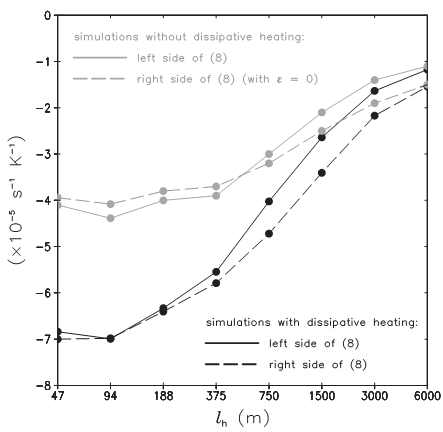 0
−1
−2
−3
−4
−5
−6
−7
−8
(×10⁻⁵ s⁻¹ K⁻¹)
simulations without dissipative heating:
left side of (8)
right side of (8) (with ε = 0)
simulations with dissipative heating:
left side of (8)
right side of (8)
47 94 188 375 750 1500 3000 6000
lₕ (m)